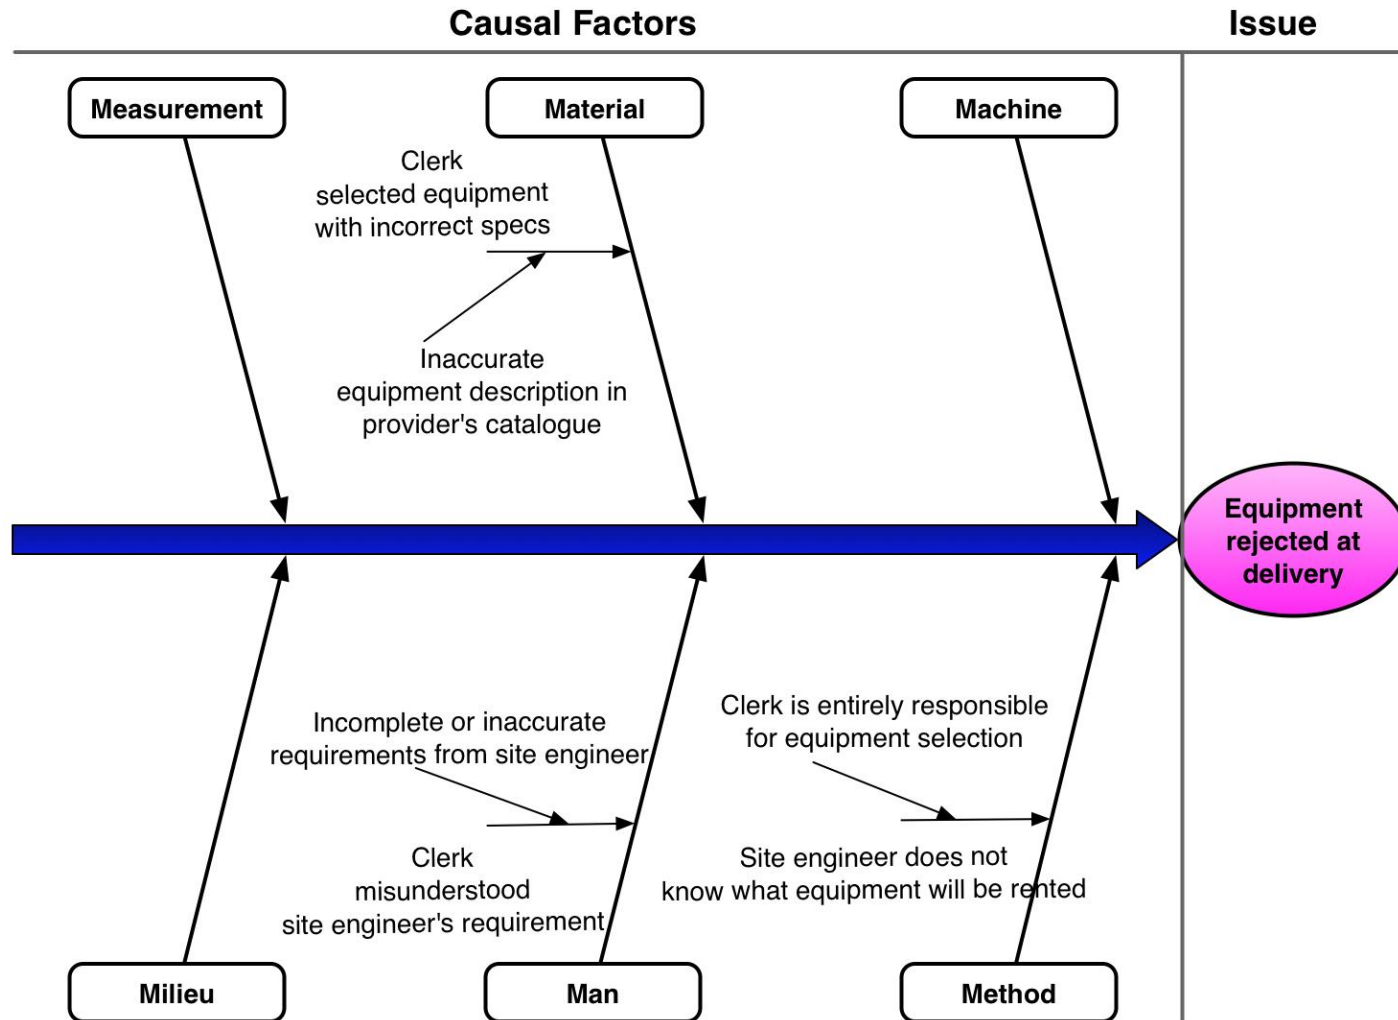 Causal Factors
Issue
Measurement
Material
Machine
Clerk
selected equipment
with incorrect specs
Inaccurate
equipment description in
provider's catalogue
Equipment
rejected at
delivery
Incomplete or inaccurate
requirements from site engineer
Clerk is entirely responsible
for equipment selection
Clerk
misunderstood
site engineer's requirement
Site engineer does not
know what equipment will be rented
Milieu
Man
Method